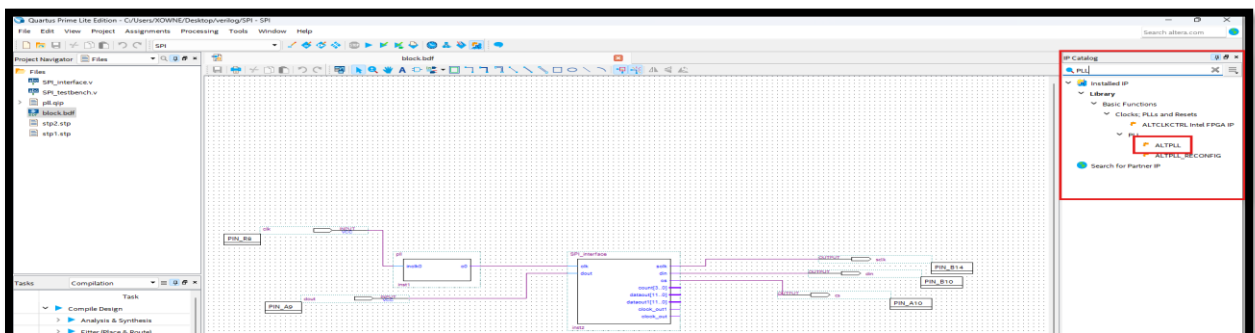 Quartus Prime Lite Edition - C:/Users/XOWNE/Desktop/verilog/SPI - SPI
File Edit View Project Assignments Processing Tools Window Help
Search altera.com
SPI
Project Navigator Files
block.bdf
IP Catalog
Files
PLL
SPI_interface.v
Installed IP
SPI_testbench.v
Library
pll.qip
Basic Functions
block.bdf
Clocks; PLLs and Resets
stp2.stp
ALTCLKCTRL Intel FPGA IP
stp1.stp
PLL
ALTPLL
ALTPLL_RECONFIG
Search for Partner IP
clk INPUT VCC
PIN_R8
pll SPI_interface
OUTPUT sclk
inclk0 c0 clk sclk
PIN_B14
dout din OUTPUT din
cs PIN_B10
inst1 count[3..0]
dout INPUT VCC dataout[11..0] OUTPUT cs
PIN_A9 dataout1[11..0] PIN_A10
clock_out1
clock_out
inst2
Tasks Compilation
Task
Compile Design
Analysis & Synthesis
Fitter (Place & Route)